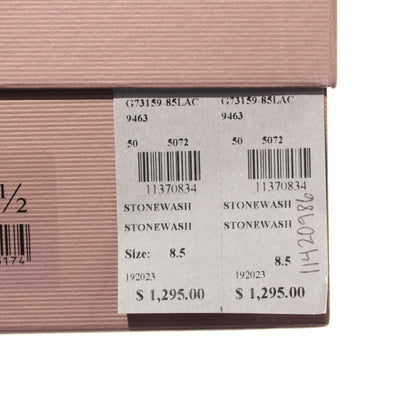 G73159-85LAC
9463
50 5072
11370834
STONEWASH
STONEWASH
Size: 8.5
192023
$ 1,295.00
G73159-85LAC
9463
50 5072
11370834
STONEWASH
STONEWASH
8.5
192023
$ 1,295.00
11420986
1/2
174